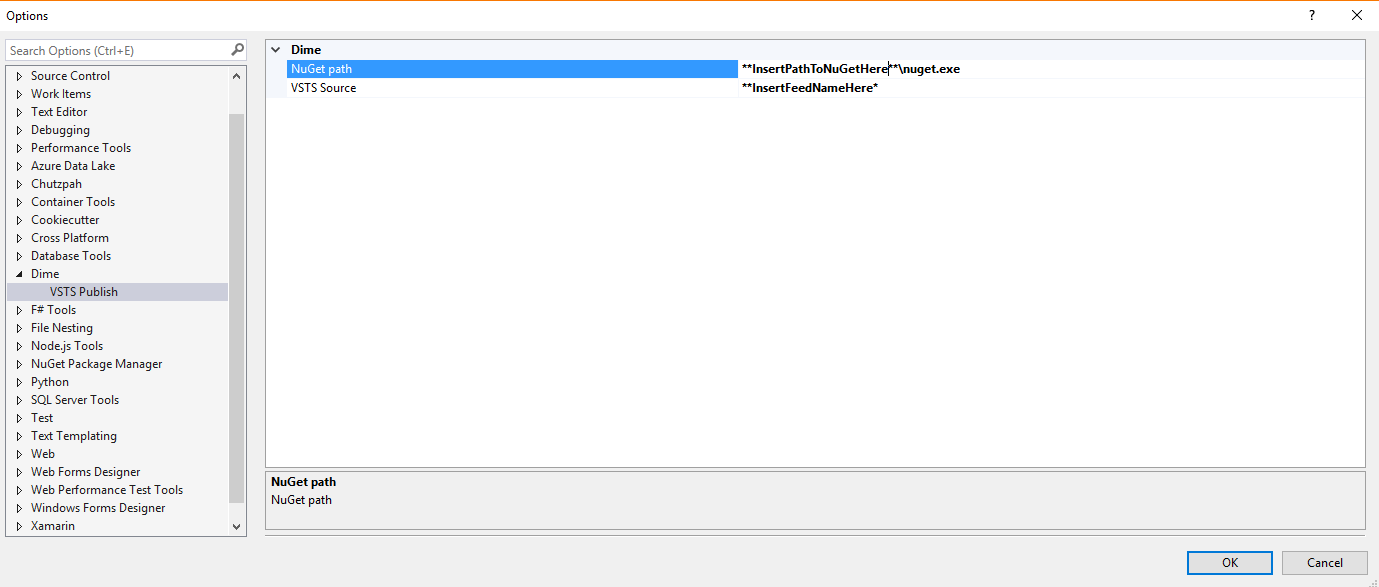 Options
?
Search Options (Ctrl+E)
Source Control
Work Items
Text Editor
Debugging
Performance Tools
Azure Data Lake
Chutzpah
Container Tools
Cookiecutter
Cross Platform
Database Tools
Dime
VSTS Publish
F# Tools
File Nesting
Node.js Tools
NuGet Package Manager
Python
SQL Server Tools
Test
Text Templating
Web
Web Forms Designer
Web Performance Test Tools
Windows Forms Designer
Xamarin
Dime
NuGet path **InsertPathToNuGetHere**\nuget.exe
VSTS Source **InsertFeedNameHere*
NuGet path
NuGet path
OK Cancel